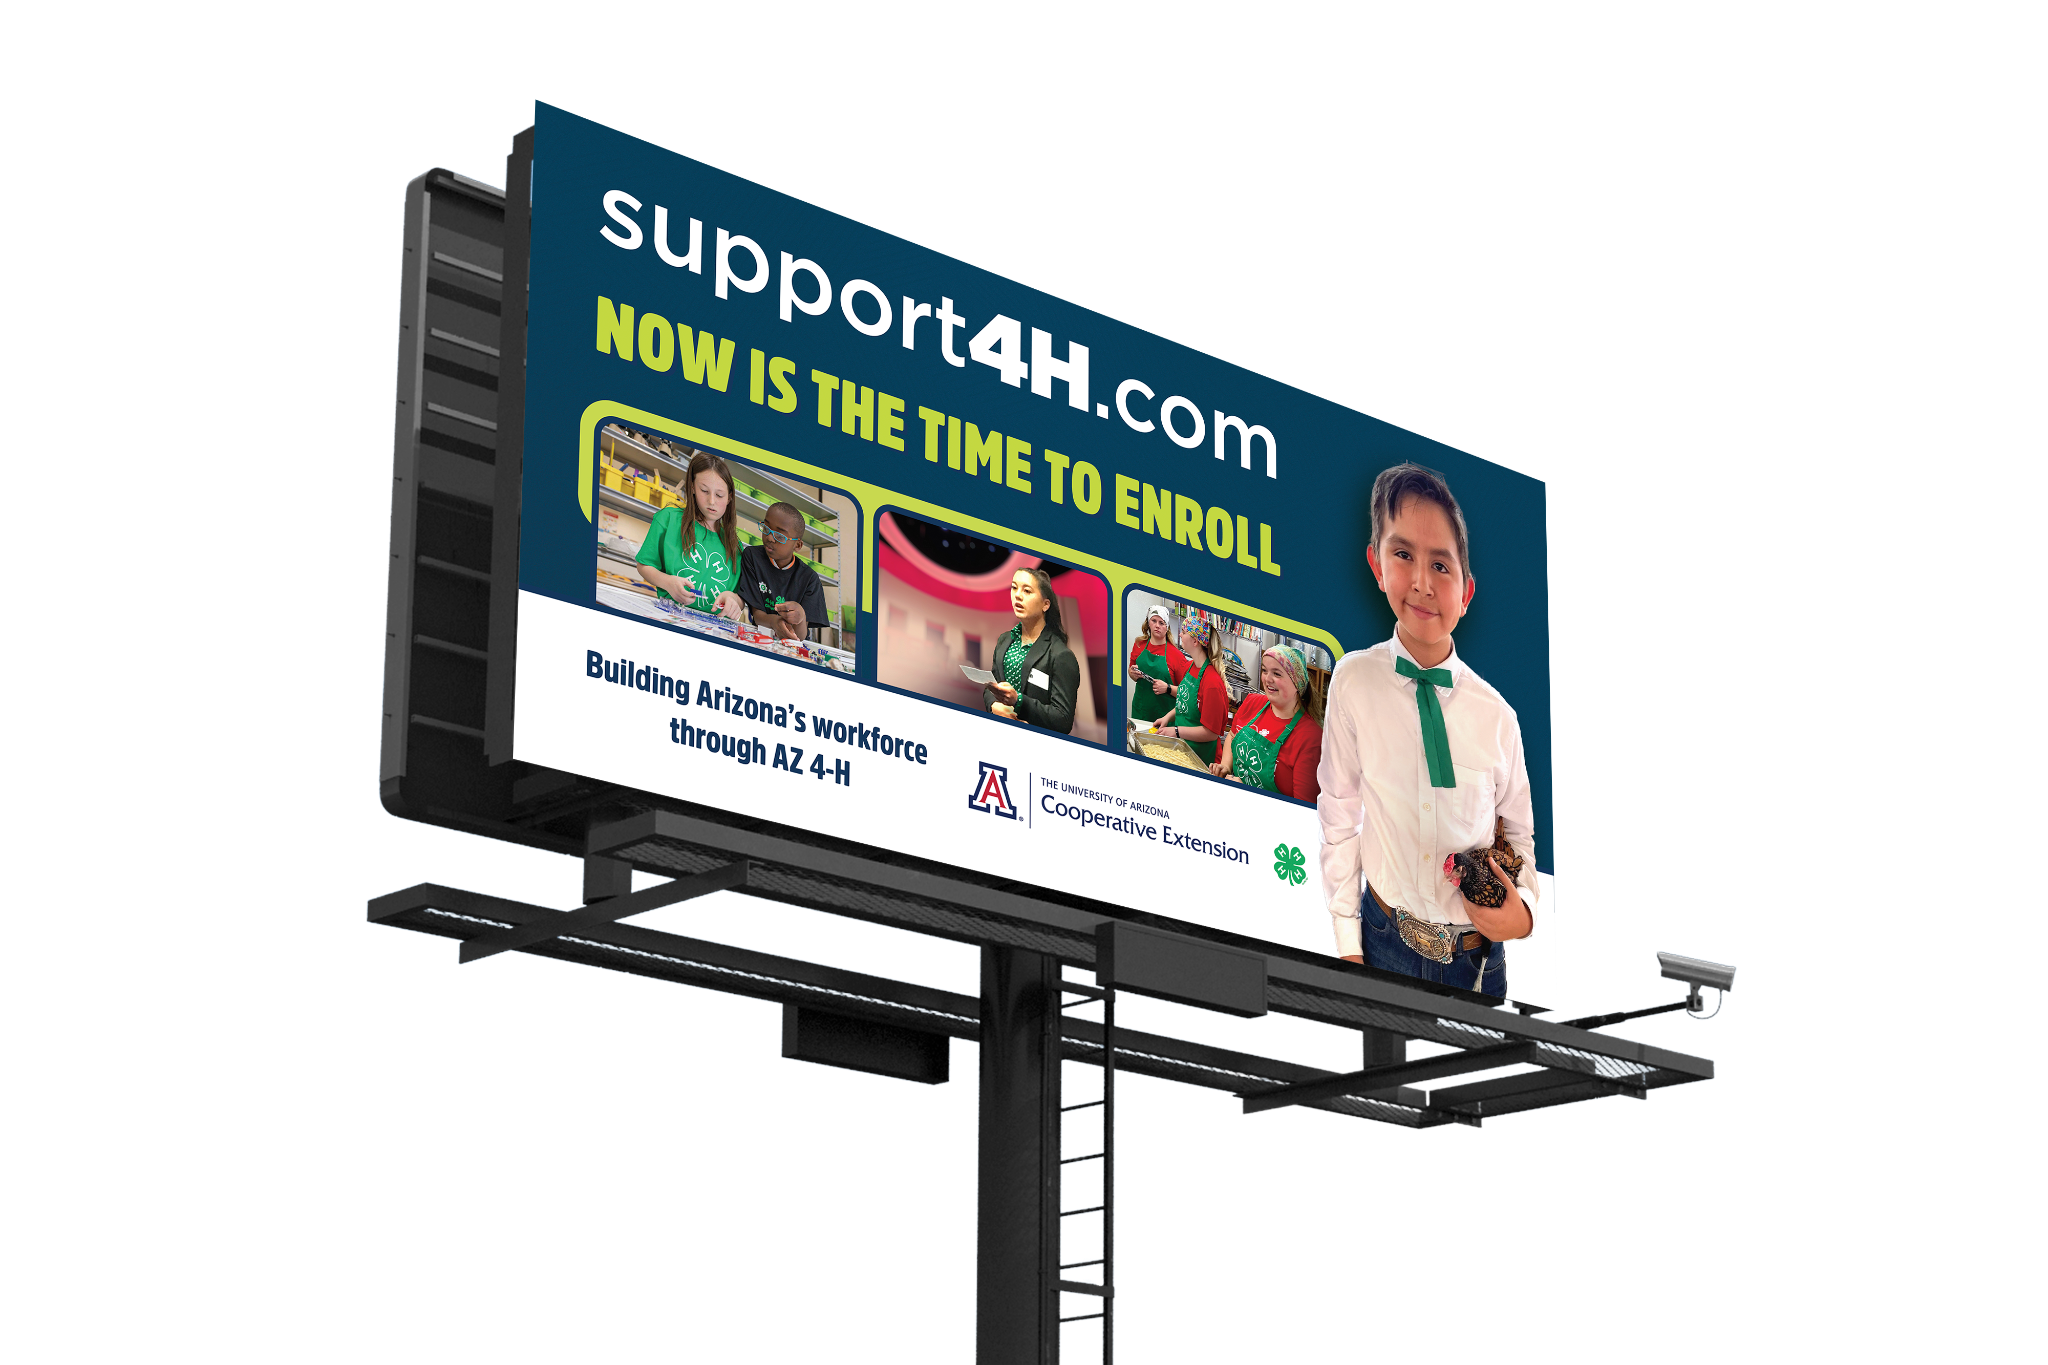 support4H.com
NOW IS THE TIME TO ENROLL
Building Arizona's workforce
through AZ 4-H
A
THE UNIVERSITY OF ARIZONA
Cooperative Extension
H H
H H